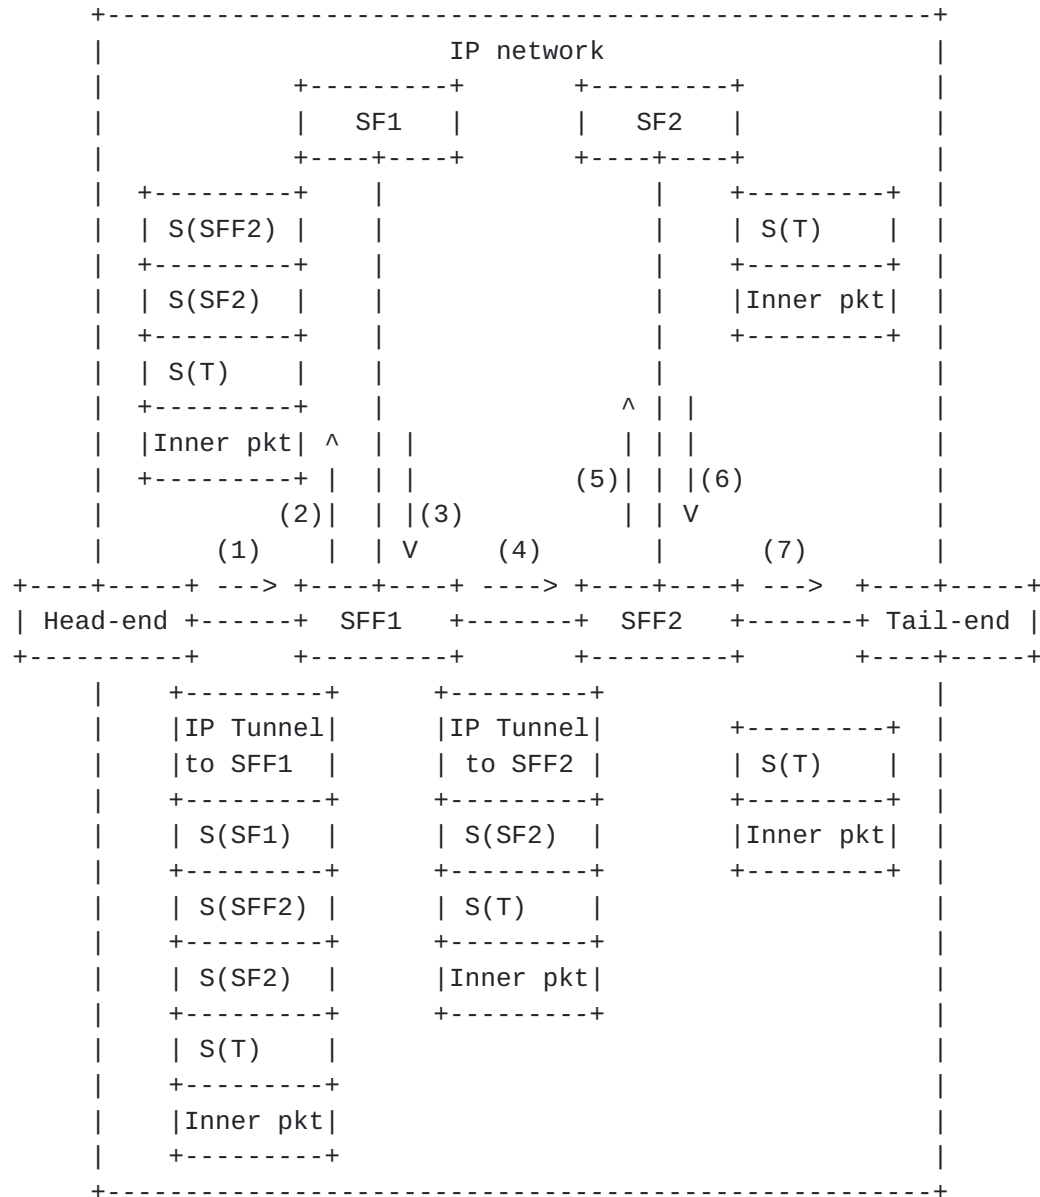 IP network
SF1 SF2
S(SFF2) S(T)
S(SF2) Inner pkt
S(T)
Inner pkt ^ ^
(5) (6)
(2) (3) V
(1) V (4) (7)
---> ----> --->
Head-end SFF1 SFF2 Tail-end
IP Tunnel IP Tunnel
to SFF1 to SFF2 S(T)
S(SF1) S(SF2) Inner pkt
S(SFF2) S(T)
S(SF2) Inner pkt
S(T)
Inner pkt